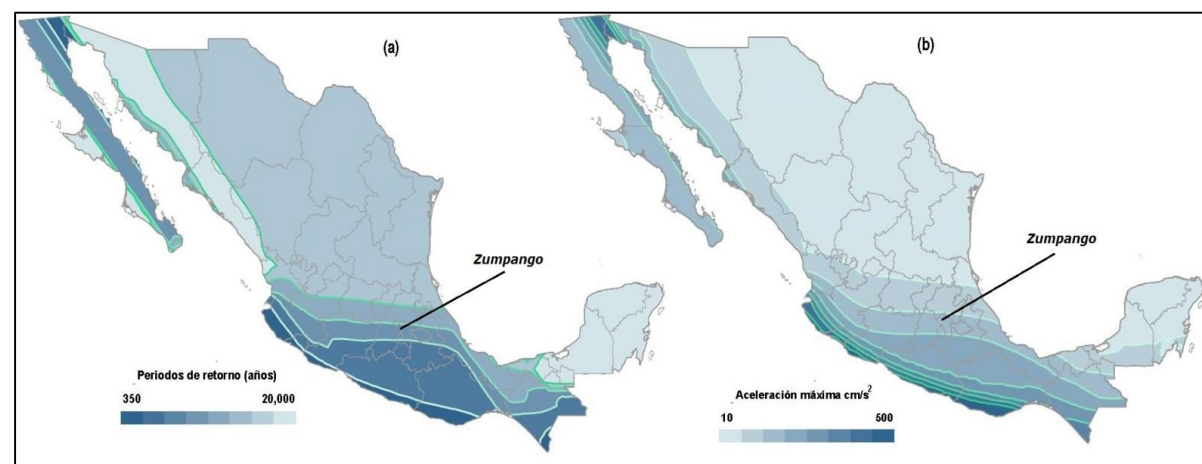 (a)
Zumpango
Periodos de retorno (años)
350 20,000
(b)
Zumpango
Aceleración máxima cm/s²
10 500